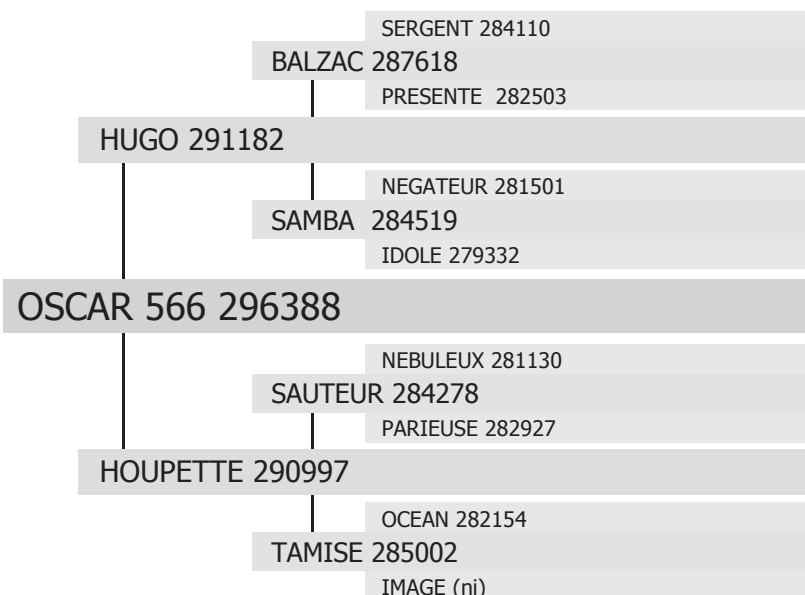 SERGENT 284110
BALZAC 287618
PRESENTE 282503
HUGO 291182
NEGATEUR 281501
SAMBA 284519
IDOLE 279332
OSCAR 566 296388
NEBULEUX 281130
SAUTEUR 284278
PARIEUSE 282927
HOUPETTE 290997
OCEAN 282154
TAMISE 285002
IMAGE (ni)